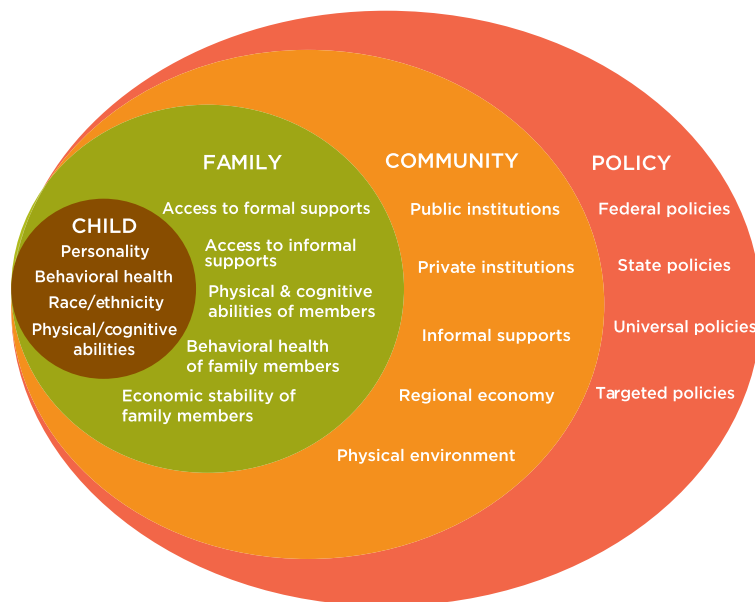 CHILD
Personality
Behavioral health
Race/ethnicity
Physical/cognitive
abilities
FAMILY
Access to formal supports
Access to informal
supports
Physical & cognitive
abilities of members
Behavioral health
of family members
Economic stability of
family members
COMMUNITY
Public institutions
Private institutions
Informal supports
Regional economy
Physical environment
POLICY
Federal policies
State policies
Universal policies
Targeted policies